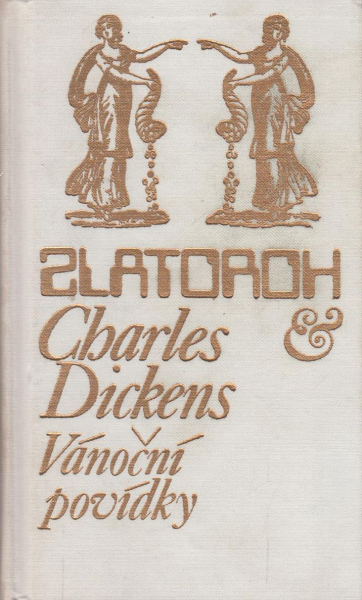 ZLATOROH
Charles &
Dickens
Vánoční
povídky